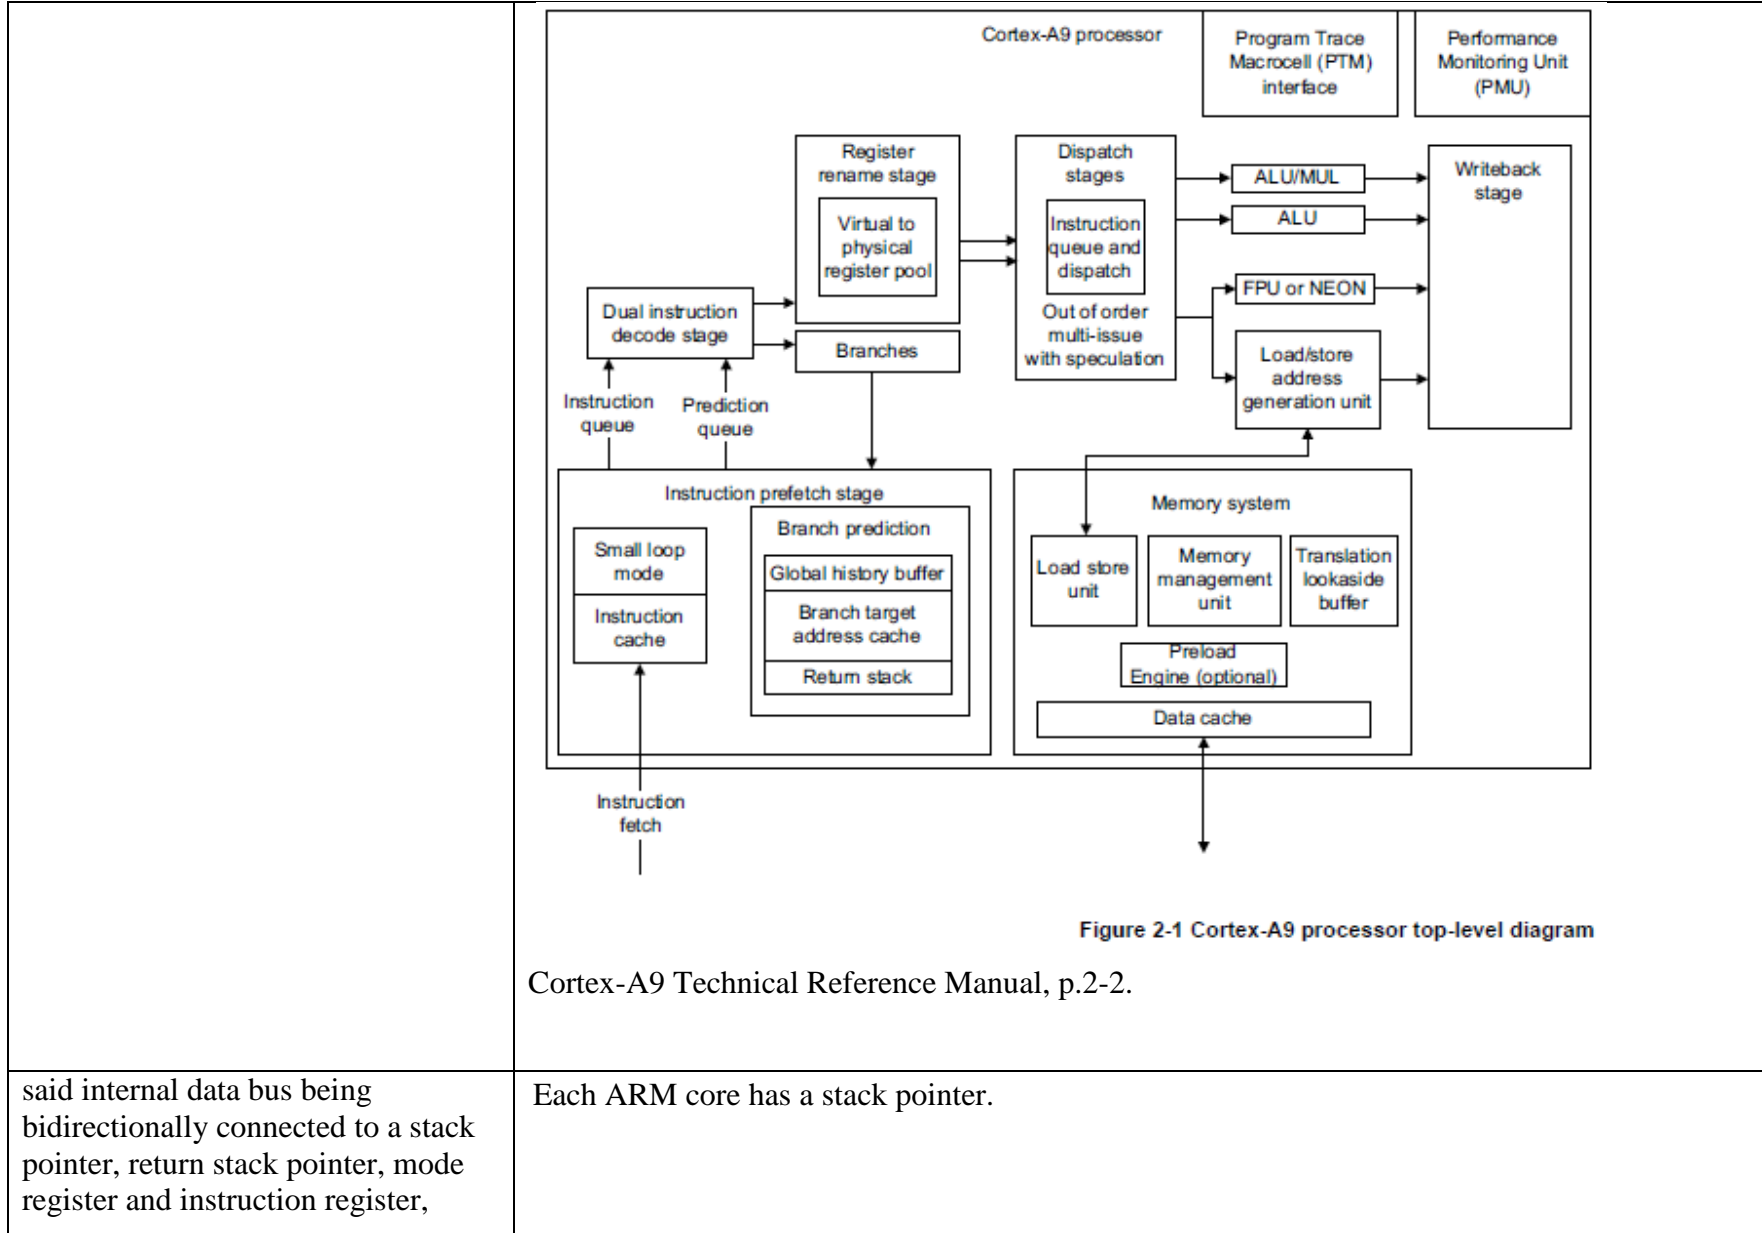 Cortex-A9 processor
Program Trace
Macrocell (PTM)
interface
Performance
Monitoring Unit
(PMU)
Register
rename stage
Virtual to
physical
register pool
Dispatch
stages
Instruction
queue and
dispatch
Out of order
multi-issue
with speculation
ALU/MUL
ALU
FPU or NEON
Load/store
address
generation unit
Writeback
stage
Dual instruction
decode stage
Branches
Instruction
queue
Prediction
queue
Instruction prefetch stage
Small loop
mode
Instruction
cache
Branch prediction
Global history buffer
Branch target
address cache
Return stack
Memory system
Load store
unit
Memory
management
unit
Translation
lookaside
buffer
Preload
Engine (optional)
Data cache
Instruction
fetch
Figure 2-1 Cortex-A9 processor top-level diagram
Cortex-A9 Technical Reference Manual, p.2-2.
said internal data bus being
bidirectionally connected to a stack
pointer, return stack pointer, mode
register and instruction register,
Each ARM core has a stack pointer.